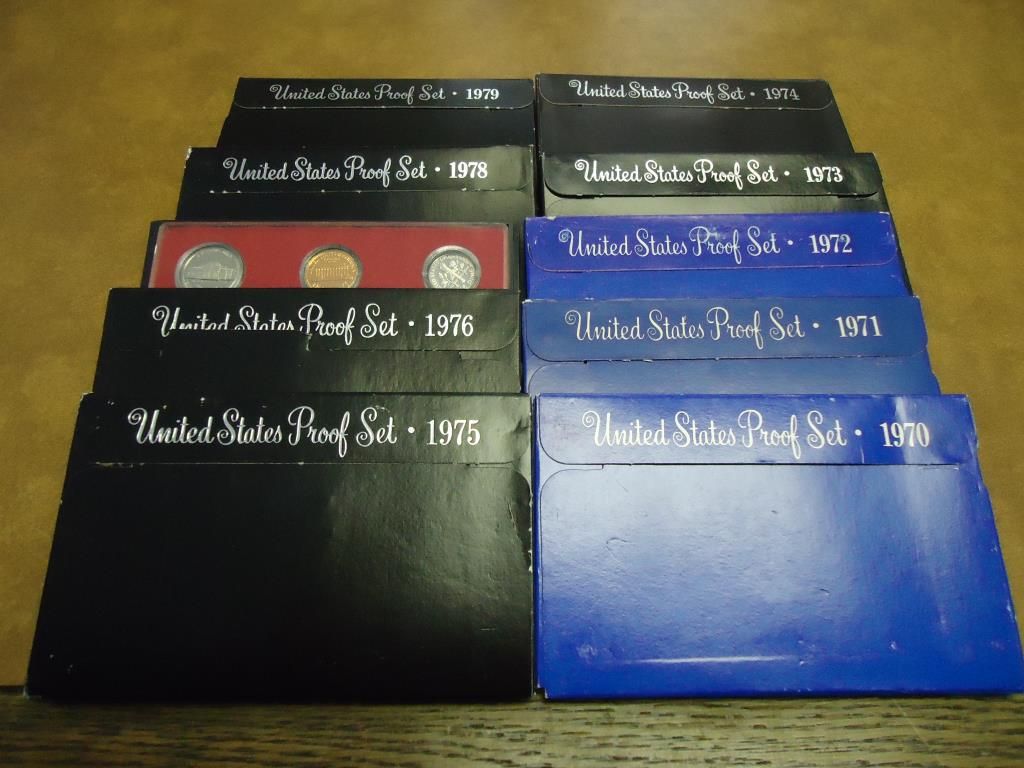 United States Proof Set · 1979
United States Proof Set · 1974
United States Proof Set · 1978
United States Proof Set · 1973
United States Proof Set · 1972
United States Proof Set · 1976
United States Proof Set · 1971
United States Proof Set · 1975
United States Proof Set · 1970